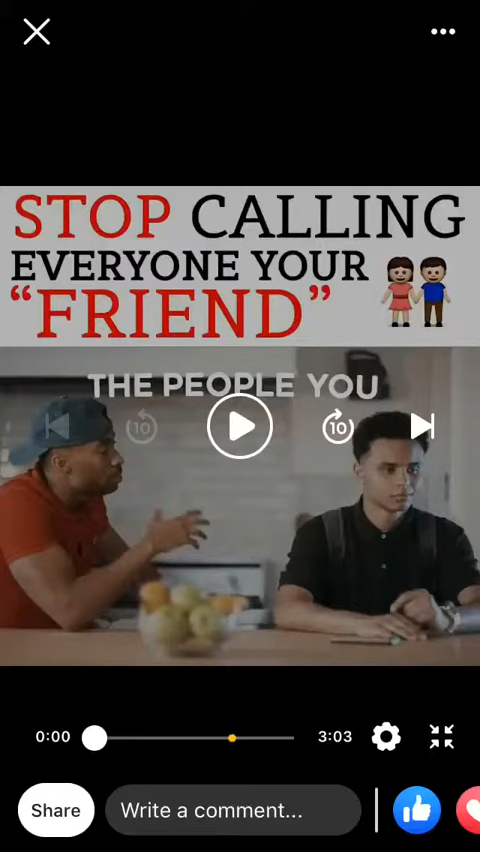 STOP CALLING
EVERYONE YOUR
“FRIEND”
THE PEOPLE YOU
10
10
0:00
3:03
Share
Write a comment...